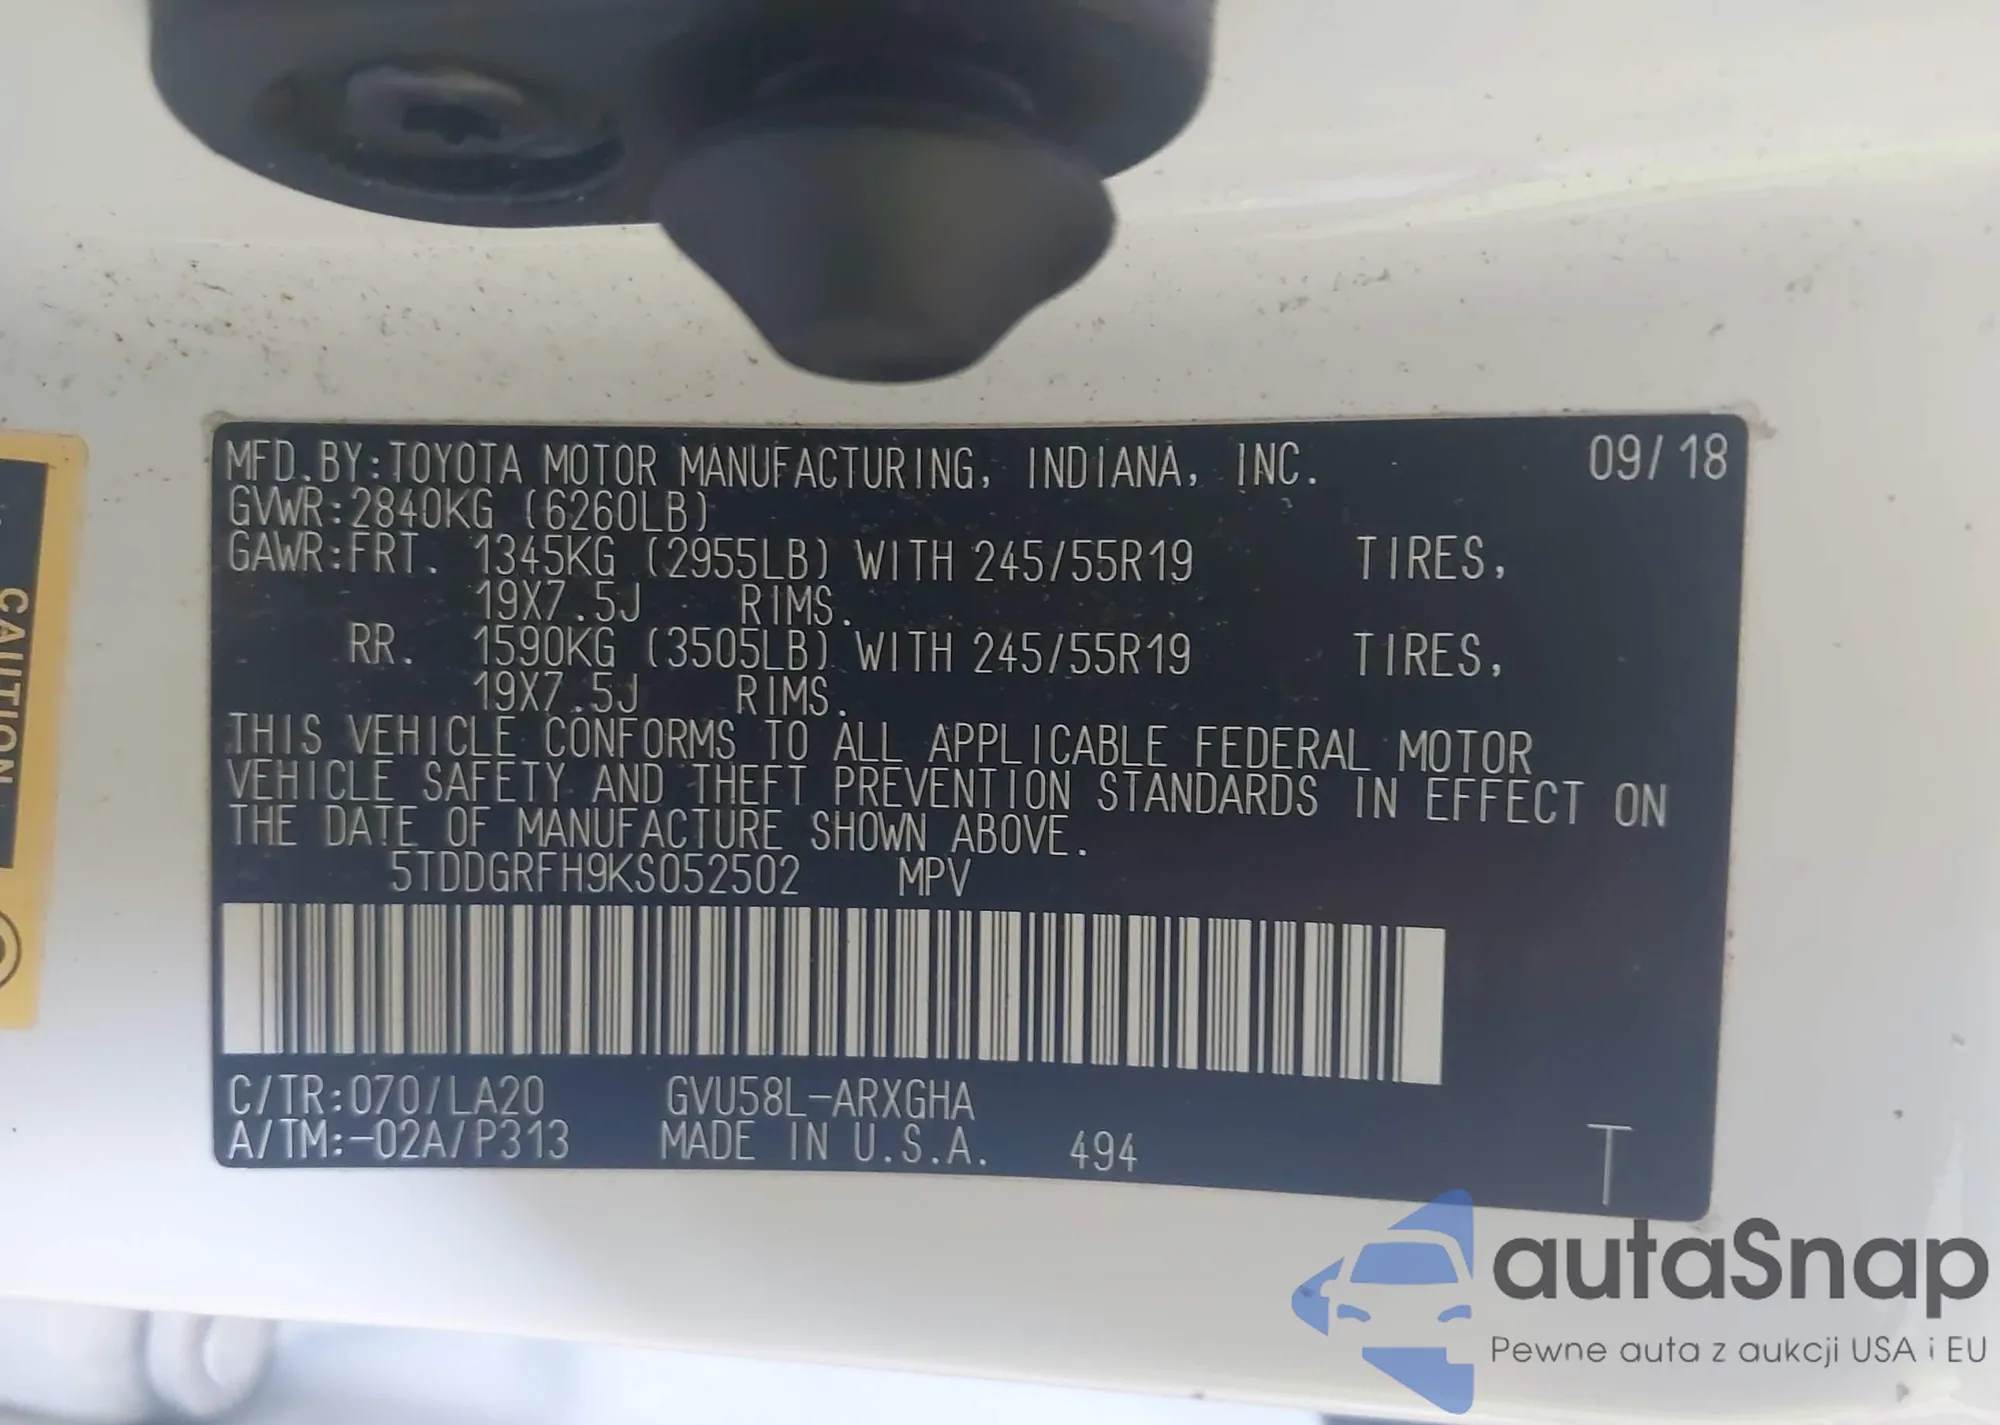 MFD.BY:TOYOTA MOTOR MANUFACTURING, INDIANA, INC. 09/18
GVWR:2840KG (6260LB)
GAWR:FRT. 1345KG (2955LB) WITH 245/55R19 TIRES,
19X7.5J RIMS.
RR. 1590KG (3505LB) WITH 245/55R19 TIRES,
19X7.5J RIMS.
THIS VEHICLE CONFORMS TO ALL APPLICABLE FEDERAL MOTOR
VEHICLE SAFETY AND THEFT PREVENTION STANDARDS IN EFFECT ON
THE DATE OF MANUFACTURE SHOWN ABOVE.
5TDDGRFH9KS052502 MPV
C/TR:070/LA20 GVU58L-ARXGHA
A/TM:-02A/P313 MADE IN U.S.A. 494 T
CAUTION
autaSnap
Pewne auta z aukcji USA i EU